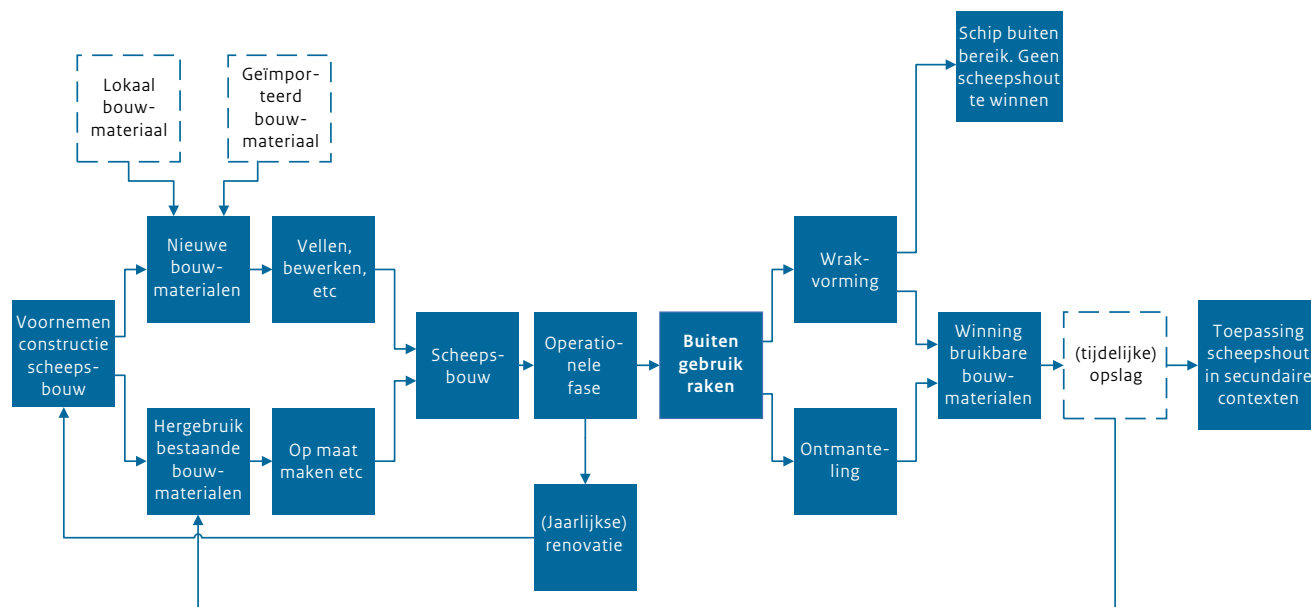 Lokaal
bouw-
materiaal
Geïmpor-
teerd
bouw-
materiaal
Schip buiten
bereik. Geen
scheepshout
te winnen
Nieuwe
bouw-
materialen
Vellen,
bewerken,
etc
Wrak-
vorming
Voornemen
constructie
scheeps-
bouw
Scheeps-
bouw
Operatio-
nele
fase
Buiten
gebruik
raken
Winning
bruikbare
bouw-
materialen
(tijdelijke)
opslag
Toepassing
scheepshout
in secundaire
contexten
Hergebruik
bestaande
bouw-
materialen
Op maat
maken etc
Ontmante-
ling
(Jaarlijkse)
renovatie